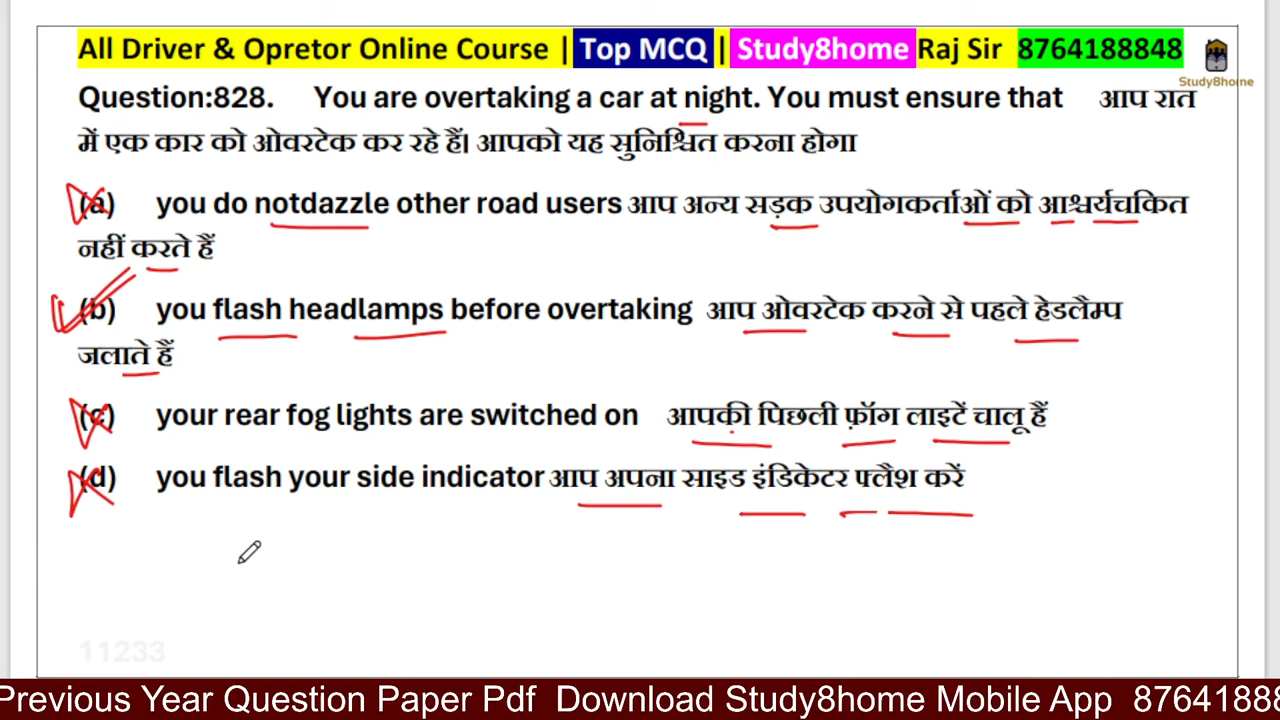 All Driver & Opretor Online Course | Top MCQ | Study8home Raj Sir 8764188848
Study8home
Question:828. You are overtaking a car at night. You must ensure that आप रात
में एक कार को ओवरटेक कर रहे हैं। आपको यह सुनिश्चित करना होगा
(a) you do notdazzle other road users आप अन्य सड़क उपयोगकर्ताओं को आश्चर्यचकित
नहीं करते हैं
(b) you flash headlamps before overtaking आप ओवरटेक करने से पहले हेडलैम्प
जलाते हैं
(c) your rear fog lights are switched on आपकी पिछली फ़ॉग लाइटें चालू हैं
(d) you flash your side indicator आप अपना साइड इंडिकेटर फ्लैश करें
11233
Previous Year Question Paper Pdf Download Study8home Mobile App 87641888